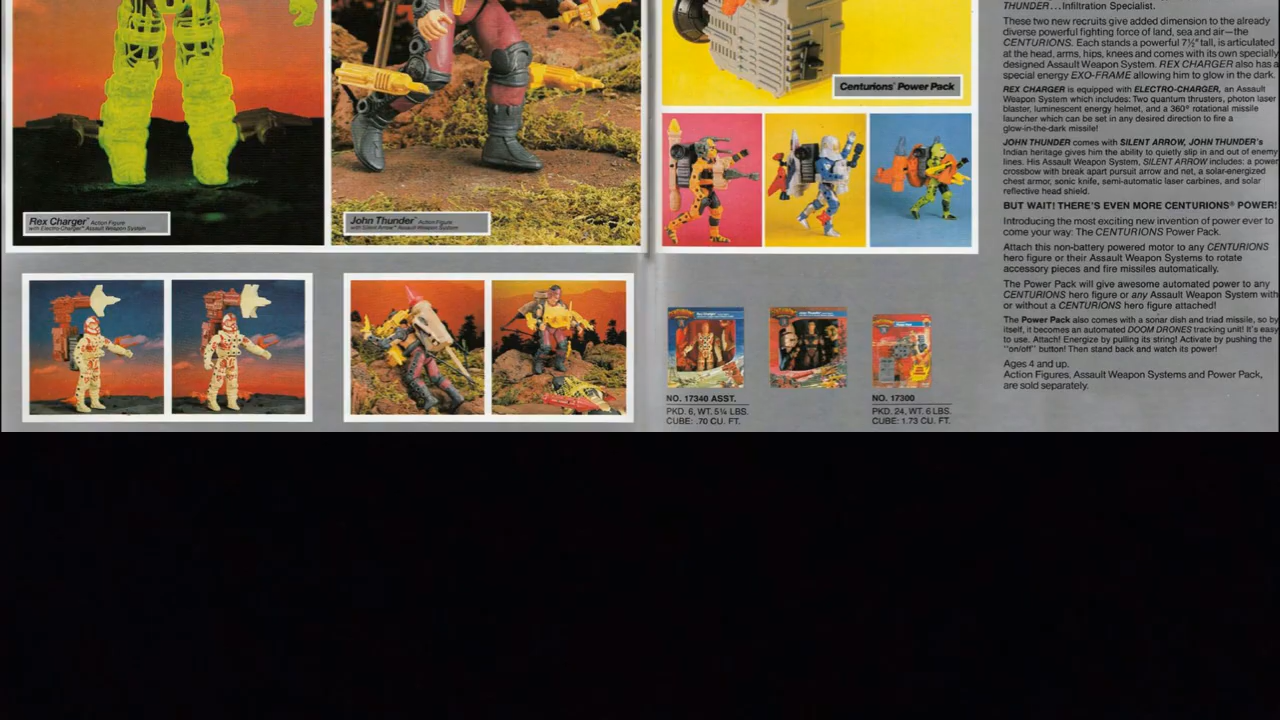 Rex Charger™ Action Figure
with Electro-Charger™ Assault Weapon System
John Thunder™ Action Figure
with Silent Arrow™ Assault Weapon System
Centurions® Power Pack
NO. 17340 ASST.
PKD. 6, WT. 5¼ LBS.
CUBE: .70 CU. FT.
NO. 17300
PKD. 24, WT. 6 LBS.
CUBE: 1.73 CU. FT.
THUNDER...Infiltration Specialist.
These two new recruits give added dimension to the already
diverse powerful fighting force of land, sea and air—the
CENTURIONS. Each stands a powerful 7½" tall, is articulated
at the head, arms, hips, knees and comes with its own specially
designed Assault Weapon System. REX CHARGER also has a
special energy EXO-FRAME allowing him to glow in the dark.
REX CHARGER is equipped with ELECTRO-CHARGER, an Assault
Weapon System which includes: Two quantum thrusters, photon laser
blaster, luminescent energy helmet, and a 360° rotational missile
launcher which can be set in any desired direction to fire a
glow-in-the-dark missile!
JOHN THUNDER comes with SILENT ARROW, JOHN THUNDER's
Indian heritage gives him the ability to quietly slip in and out of enemy
lines. His Assault Weapon System, SILENT ARROW includes: a power
crossbow with break apart pursuit arrow and net, a solar-energized
chest armor, sonic knife, semi-automatic laser carbines, and solar
reflective head shield.
BUT WAIT! THERE'S EVEN MORE CENTURIONS® POWER!
Introducing the most exciting new invention of power ever to
come your way: The CENTURIONS Power Pack.
Attach this non-battery powered motor to any CENTURIONS
hero figure or their Assault Weapon Systems to rotate
accessory pieces and fire missiles automatically.
The Power Pack will give awesome automated power to any
CENTURIONS hero figure or any Assault Weapon System with
or without a CENTURIONS hero figure attached!
The Power Pack also comes with a sonar dish and triad missile, so by
itself, it becomes an automated DOOM DRONES tracking unit! It's easy
to use. Attach! Energize by pulling its string! Activate by pushing the
"on/off" button! Then stand back and watch its power!
Ages 4 and up.
Action Figures, Assault Weapon Systems and Power Pack,
are sold separately.